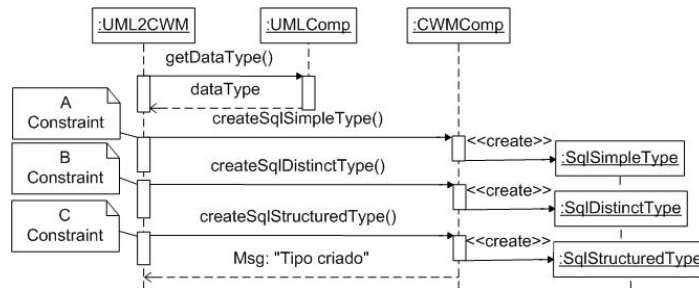 :UML2CWM
:UMLComp
:CWMComp
getDataType()
dataType
A
Constraint
createSqlSimpleType()
<<create>>
:SqlSimpleType
B
Constraint
createSqlDistinctType()
<<create>>
:SqlDistinctType
C
Constraint
createSqlStructuredType()
<<create>>
:SqlStructuredType
Msg: "Tipo criado"